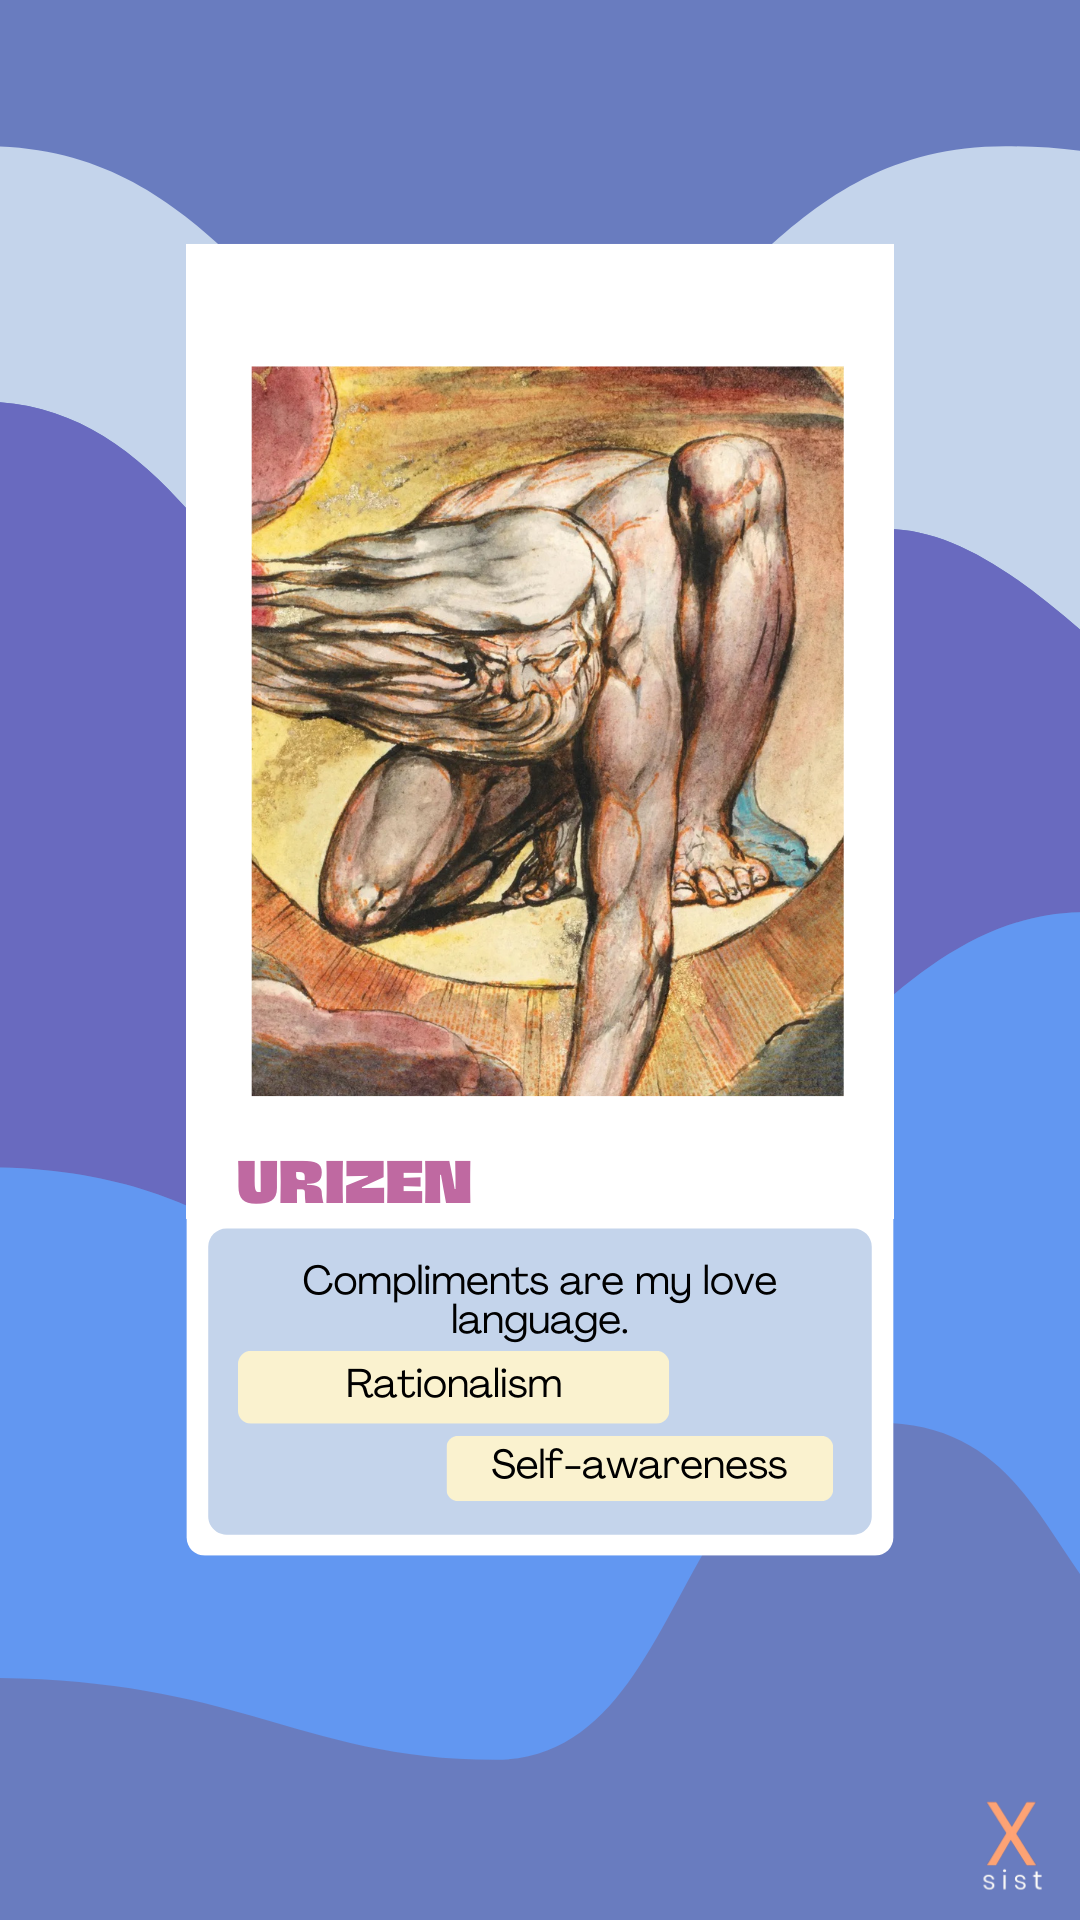 URIZEN
Compliments are my love
language.
Rationalism
Self-awareness
X
sist